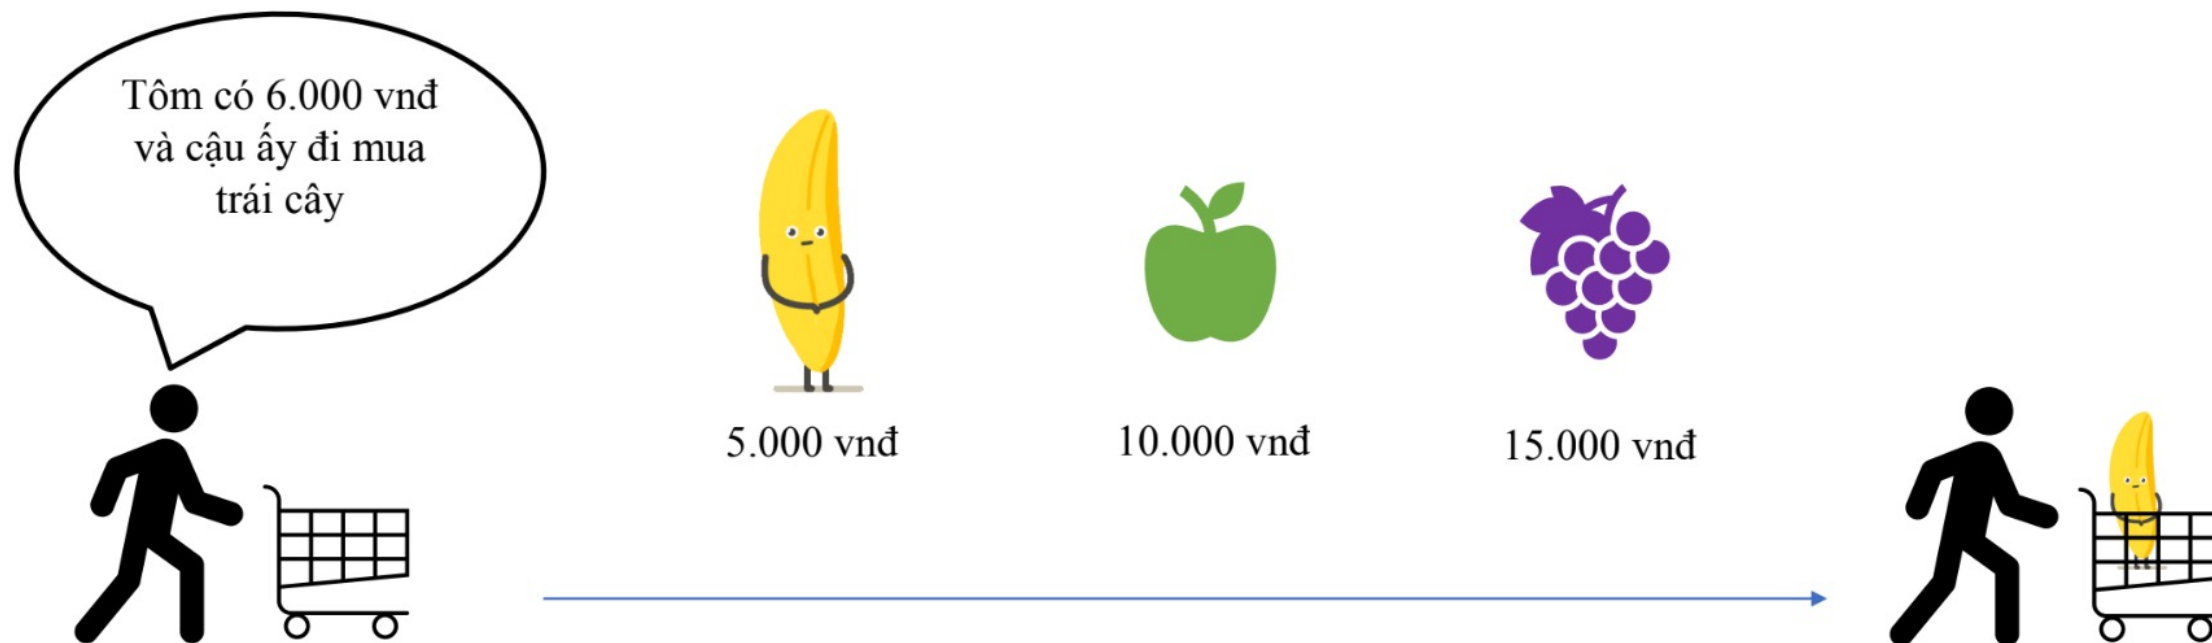 Tôm có 6.000 vnđ
và cậu ấy đi mua
trái cây
5.000 vnđ
10.000 vnđ
15.000 vnđ